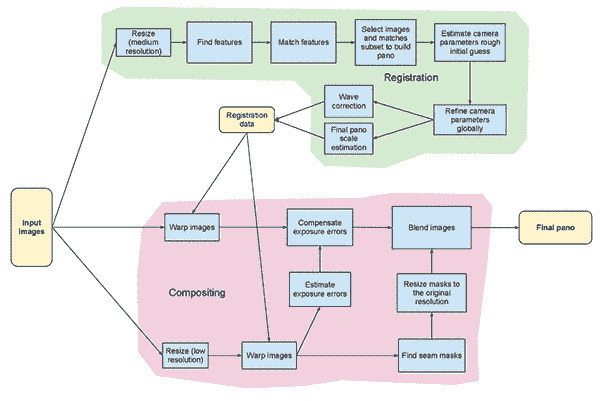 Resize
(medium
resolution)
Find features
Match features
Select images
and matches
subset to build
pano
Estimate camera
parameters rough
initial guess
Registration
Wave
correction
Final pano
scale
estimation
Refine camera
parameters
globally
Registration
data
Input
images
Warp images
Compensate
exposure errors
Blend images
Final pano
Compositing
Estimate
exposure errors
Resize masks to
the original
resolution
Resize (low
resolution)
Warp images
Find seam masks